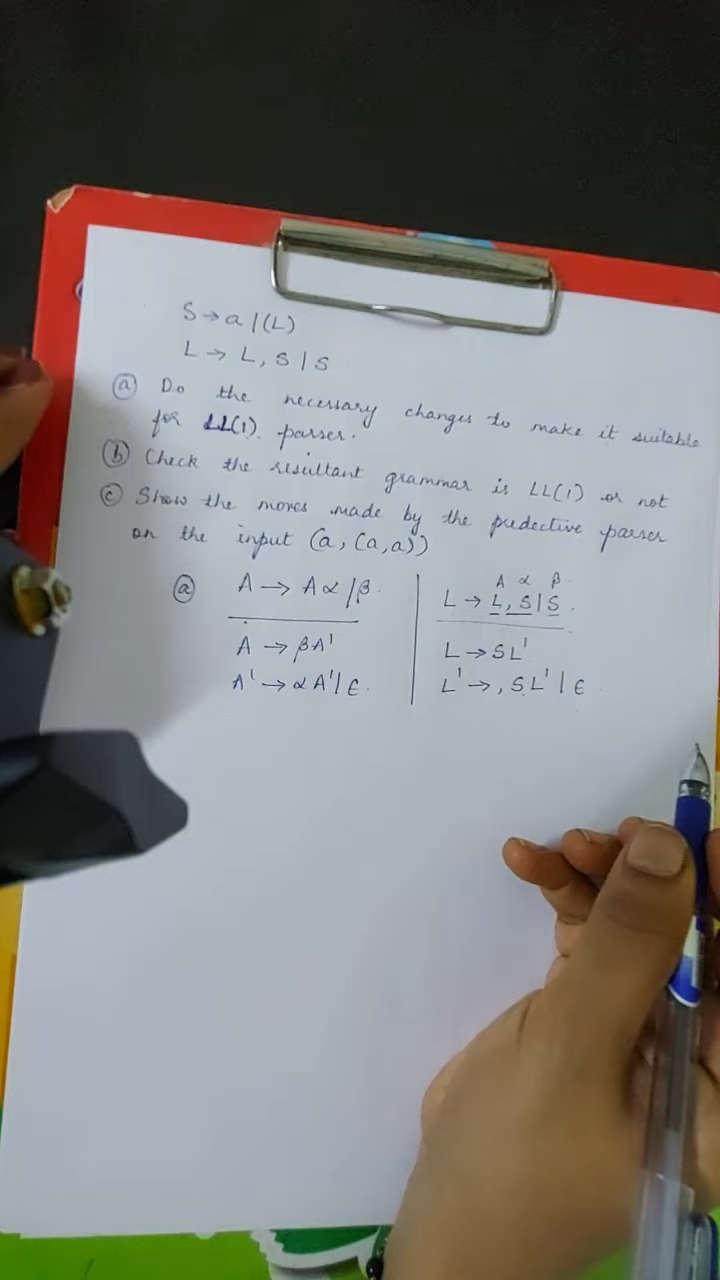 S → a | (L)
L → L, S | S
(a) Do the necessary changes to make it suitable
for LL(1). parser.
(b) Check the resultant grammar is LL(1) or not
(c) Show the moves made by the predective parser
on the input (a, (a,a))
(a) A → Aα | β
A → βA'
A' → αA' | ε.
A α β
L → L, S | S.
L → SL'
L' → , SL' | ε